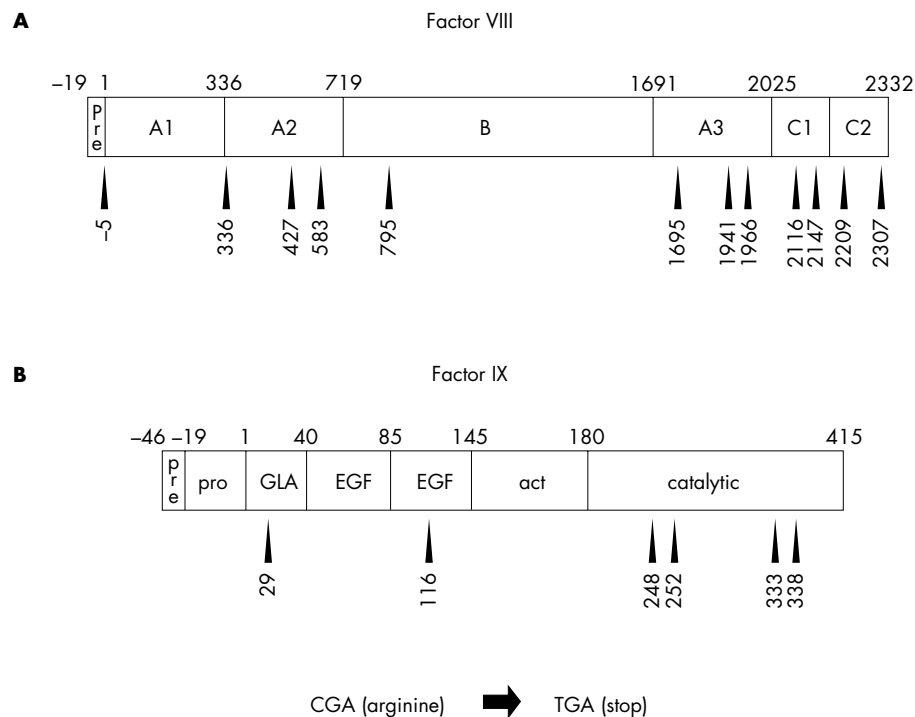 A
Factor VIII
–19 1 336 719 1691 2025 2332
Pre A1 A2 B A3 C1 C2
–5 336 427 583 795 1695 1941 1966 2116 2147 2209 2307
B
Factor IX
–46 –19 1 40 85 145 180 415
pre pro GLA EGF EGF act catalytic
29 116 248 252 333 338
CGA (arginine) TGA (stop)